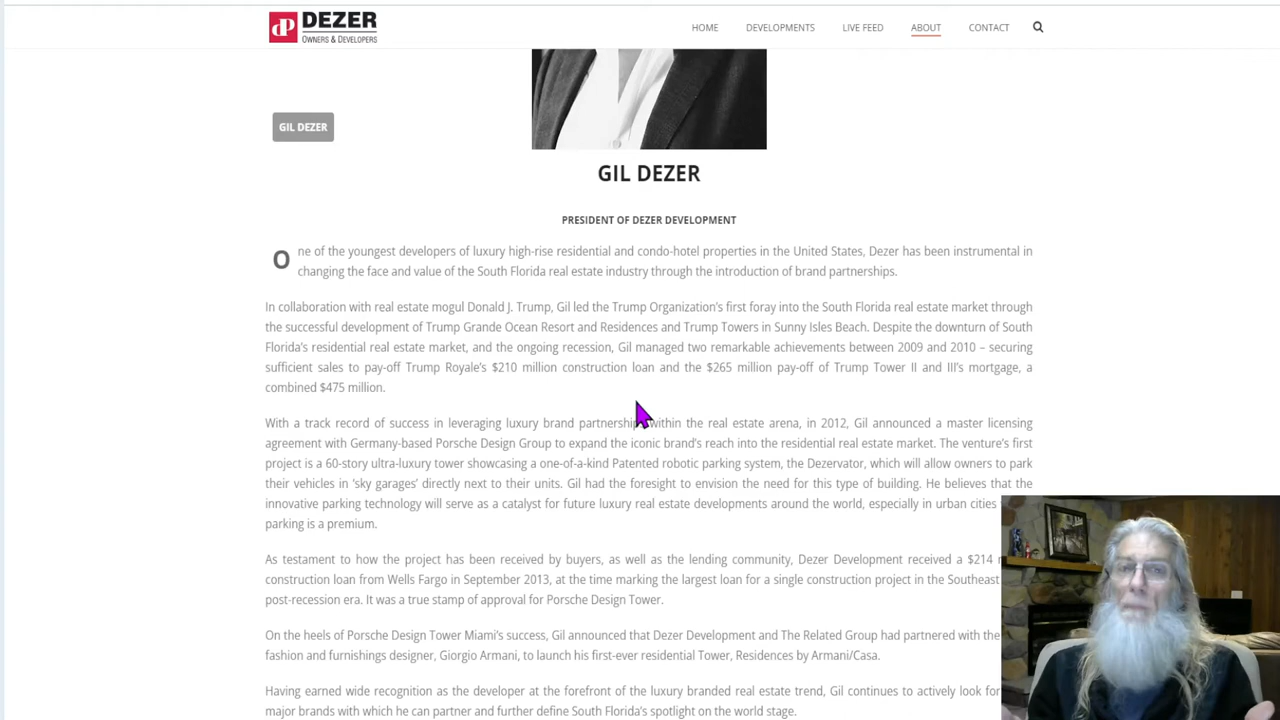 dP DEZER
OWNERS & DEVELOPERS
HOME DEVELOPMENTS LIVE FEED ABOUT CONTACT
GIL DEZER
GIL DEZER
PRESIDENT OF DEZER DEVELOPMENT
One of the youngest developers of luxury high-rise residential and condo-hotel properties in the United States, Dezer has been instrumental in
changing the face and value of the South Florida real estate industry through the introduction of brand partnerships.
In collaboration with real estate mogul Donald J. Trump, Gil led the Trump Organization's first foray into the South Florida real estate market through
the successful development of Trump Grande Ocean Resort and Residences and Trump Towers in Sunny Isles Beach. Despite the downturn of South
Florida's residential real estate market, and the ongoing recession, Gil managed two remarkable achievements between 2009 and 2010 – securing
sufficient sales to pay-off Trump Royale's $210 million construction loan and the $265 million pay-off of Trump Tower II and III's mortgage, a
combined $475 million.
With a track record of success in leveraging luxury brand partnership within the real estate arena, in 2012, Gil announced a master licensing
agreement with Germany-based Porsche Design Group to expand the iconic brand's reach into the residential real estate market. The venture's first
project is a 60-story ultra-luxury tower showcasing a one-of-a-kind Patented robotic parking system, the Dezervator, which will allow owners to park
their vehicles in 'sky garages' directly next to their units. Gil had the foresight to envision the need for this type of building. He believes that the
innovative parking technology will serve as a catalyst for future luxury real estate developments around the world, especially in urban cities
parking is a premium.
As testament to how the project has been received by buyers, as well as the lending community, Dezer Development received a $214
construction loan from Wells Fargo in September 2013, at the time marking the largest loan for a single construction project in the Southeast
post-recession era. It was a true stamp of approval for Porsche Design Tower.
On the heels of Porsche Design Tower Miami's success, Gil announced that Dezer Development and The Related Group had partnered with the
fashion and furnishings designer, Giorgio Armani, to launch his first-ever residential Tower, Residences by Armani/Casa.
Having earned wide recognition as the developer at the forefront of the luxury branded real estate trend, Gil continues to actively look for
major brands with which he can partner and further define South Florida's spotlight on the world stage.